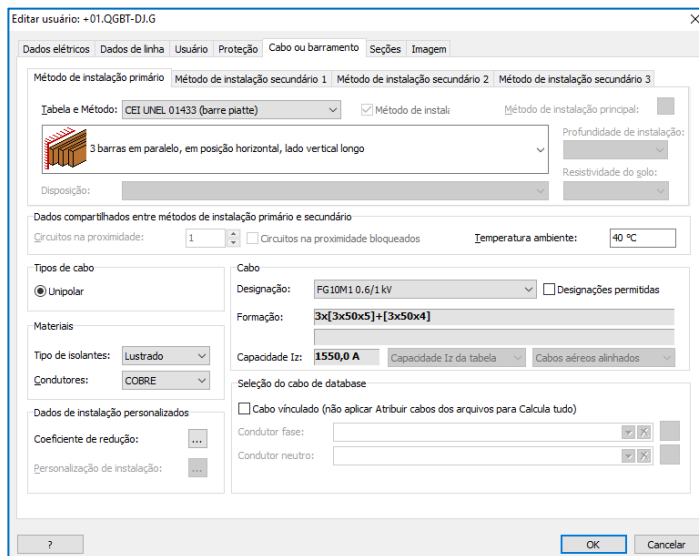 Editar usuário: +01.QGBT-DJ.G
Dados elétricos Dados de linha Usuário Proteção Cabo ou barramento Seções Imagem
Método de instalação primário Método de instalação secundário 1 Método de instalação secundário 2 Método de instalação secundário 3
Tabela e Método: CEI UNEL 01433 (barre piatte) Método de instala Método de instalação principal:
3 barras em paralelo, em posição horizontal, lado vertical longo
Profundidade de instalação:
Resistividade do solo:
Disposição:
Dados compartilhados entre métodos de instalação primário e secundário
Circuitos na proximidade: 1 Circuitos na proximidade bloqueados Temperatura ambiente: 40 ºC
Tipos de cabo
Unipolar
Materiais
Tipo de isolantes: Lustrado
Condutores: COBRE
Dados de instalação personalizados
Coeficiente de redução: ...
Personalização de instalação: ...
Cabo
Designação: FG10M1 0.6/1 kV Designações permitidas
Formação: 3x[3x50x5]+[3x50x4]
Capacidade Iz: 1550,0 A Capacidade Iz da tabela Cabos aéreos alinhados
Seleção do cabo de database
Cabo vínculado (não aplicar Atribuir cabos dos arquivos para Calcula tudo)
Condutor fase:
Condutor neutro:
? OK Cancelar